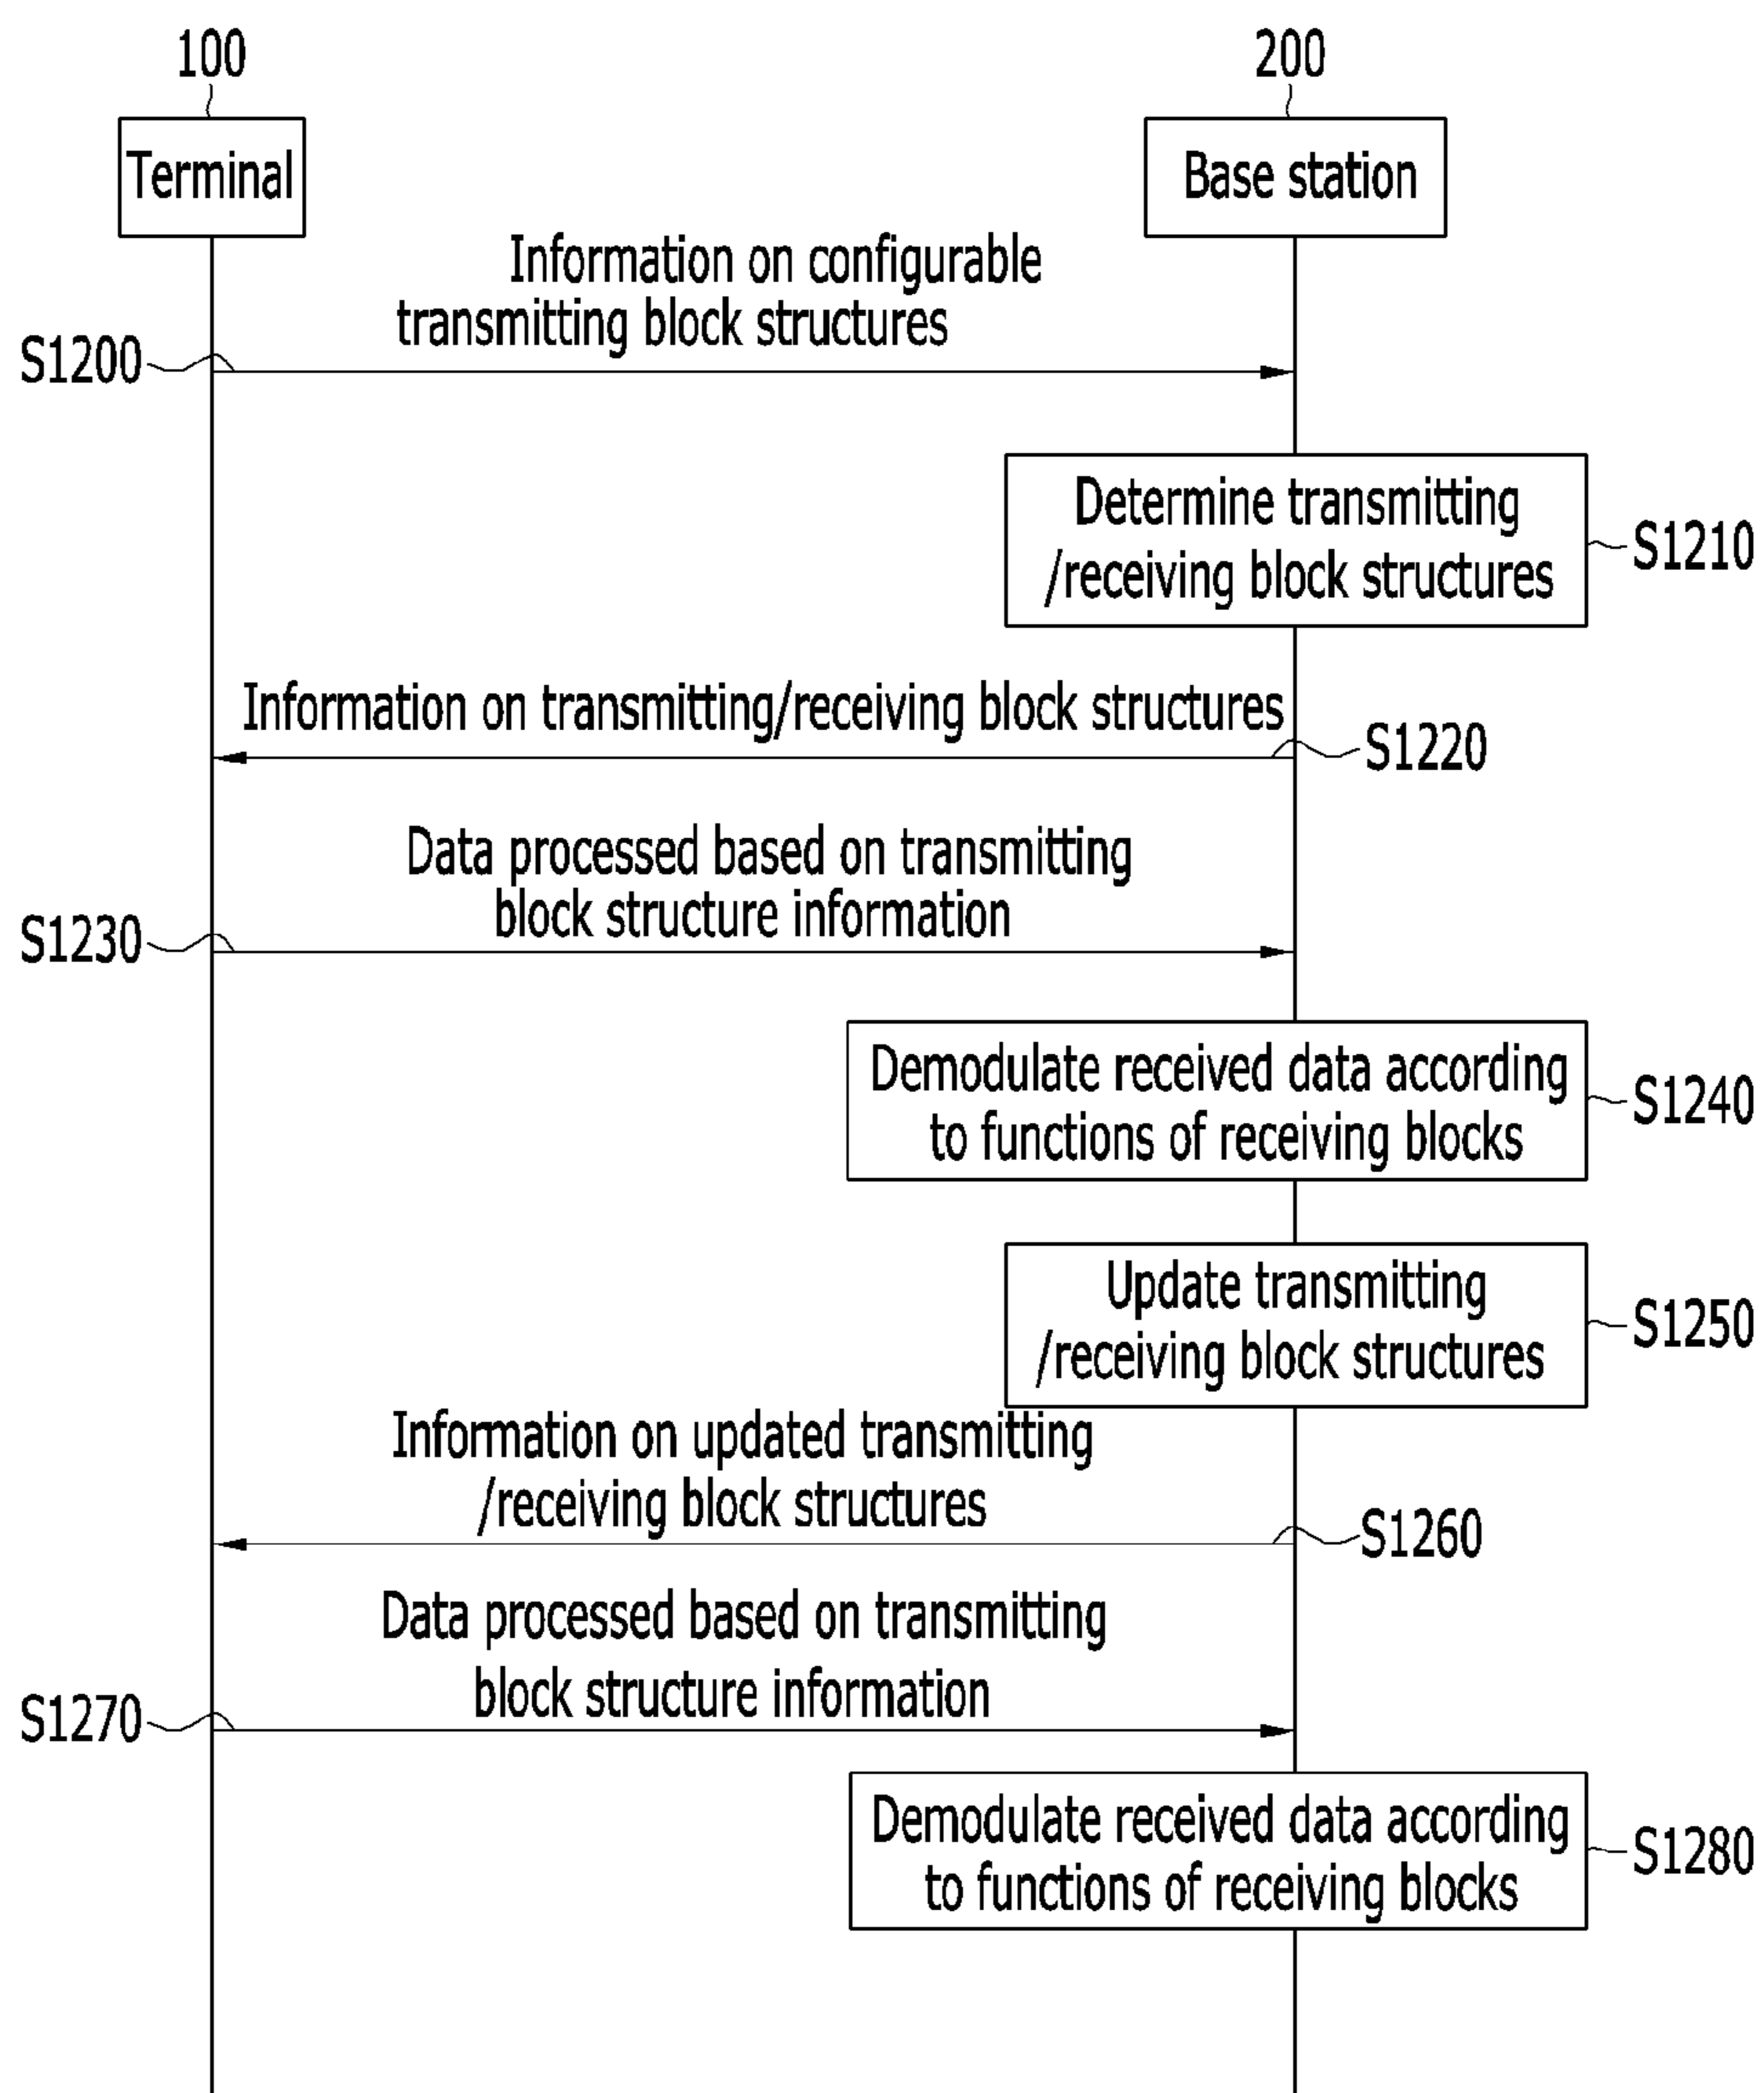 100
200
Terminal
Base station
Information on configurable
transmitting block structures
S1200
Determine transmitting
/receiving block structures
S1210
Information on transmitting/receiving block structures
S1220
Data processed based on transmitting
block structure information
S1230
Demodulate received data according
to functions of receiving blocks
S1240
Update transmitting
/receiving block structures
S1250
Information on updated transmitting
/receiving block structures
S1260
Data processed based on transmitting
block structure information
S1270
Demodulate received data according
to functions of receiving blocks
S1280